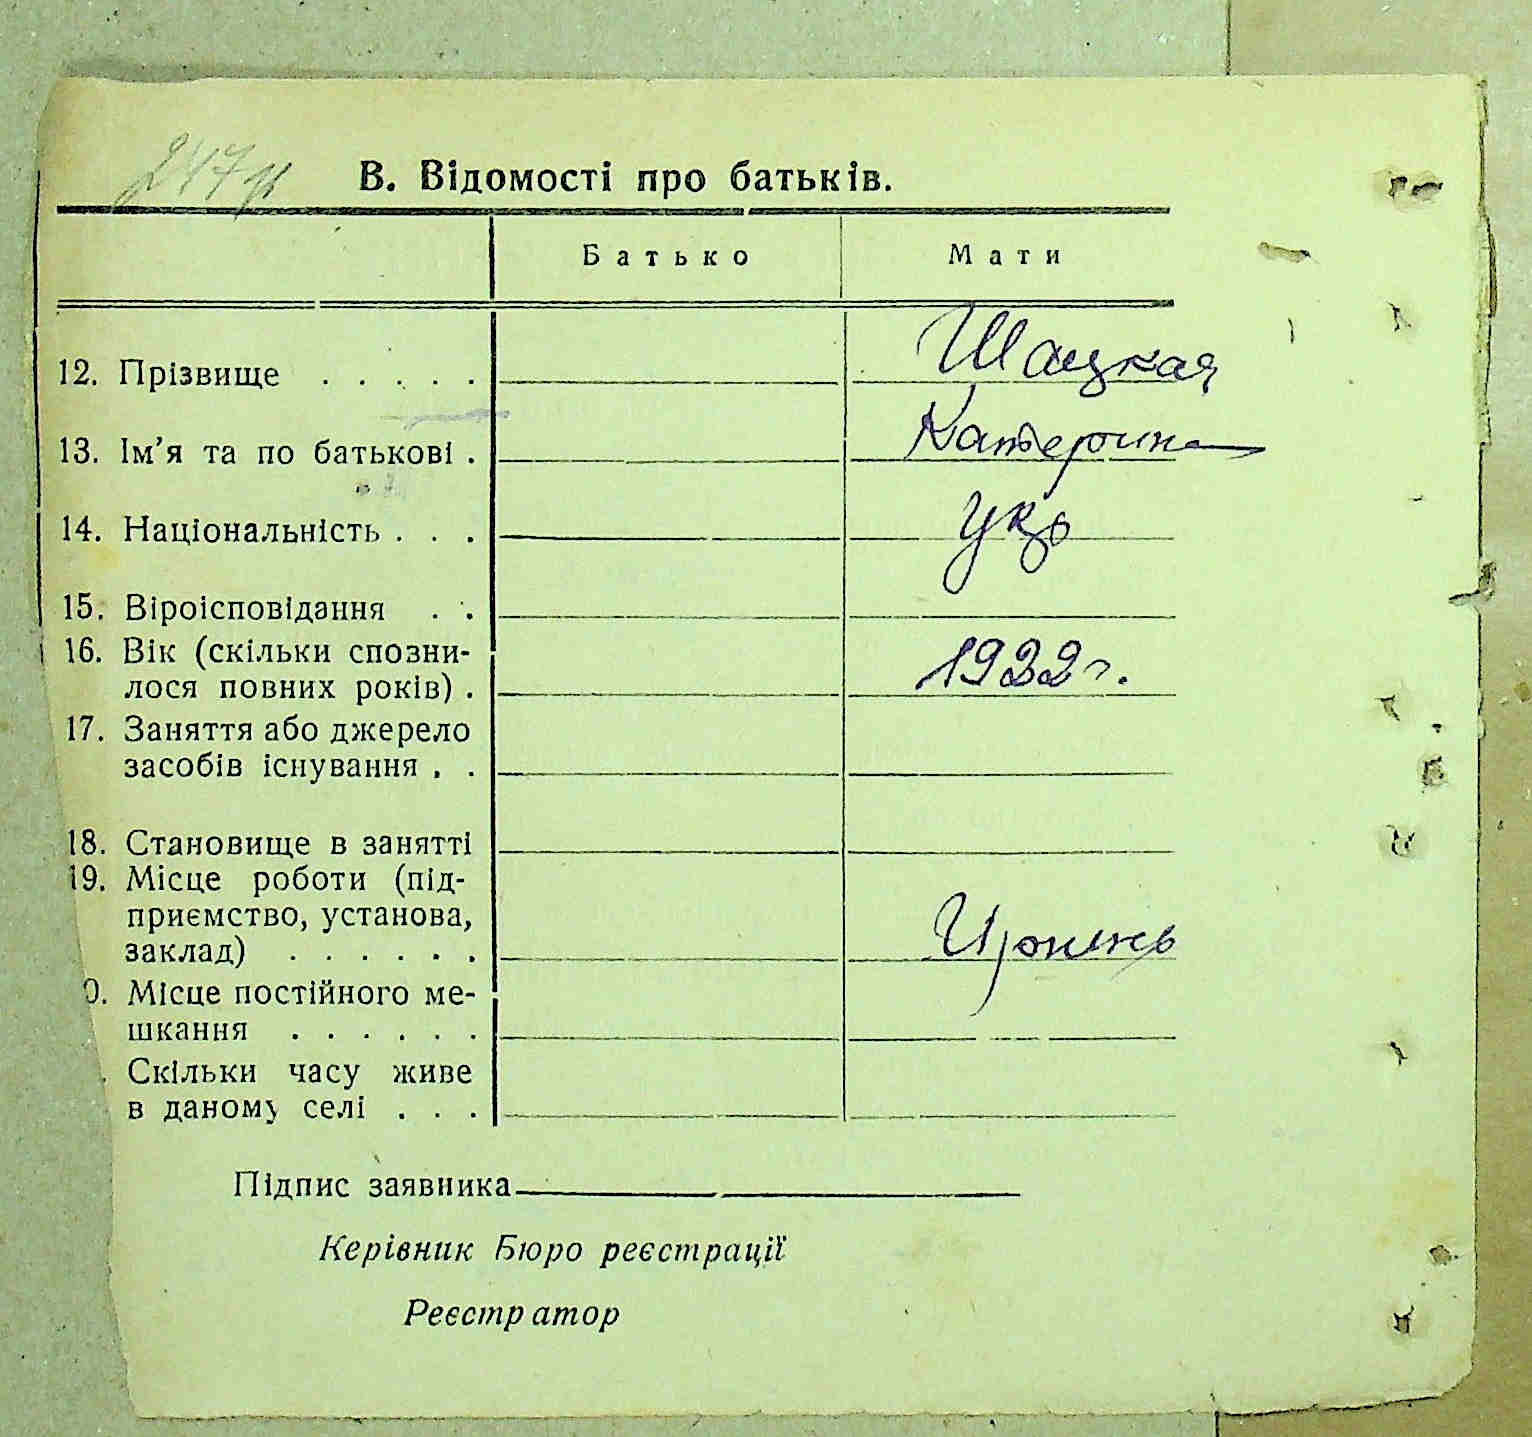 В. Відомості про батьків.
Батько Мати
12. Прізвище . . . . . Шацкая
13. Ім'я та по батькові . Катерина
14. Національність . . . Укр
15. Віроісповідання . .
16. Вік (скільки спозни-
лося повних років) . 1922 г.
17. Заняття або джерело
засобів існування . .
18. Становище в занятті
19. Місце роботи (під-
приємство, установа,
заклад) . . . . . . Ирпень
0. Місце постійного ме-
шкання . . . . . .
. Скільки часу живе
в даному селі . . .
Підпис заявника
Керівник Бюро реєстрації
Реєстратор